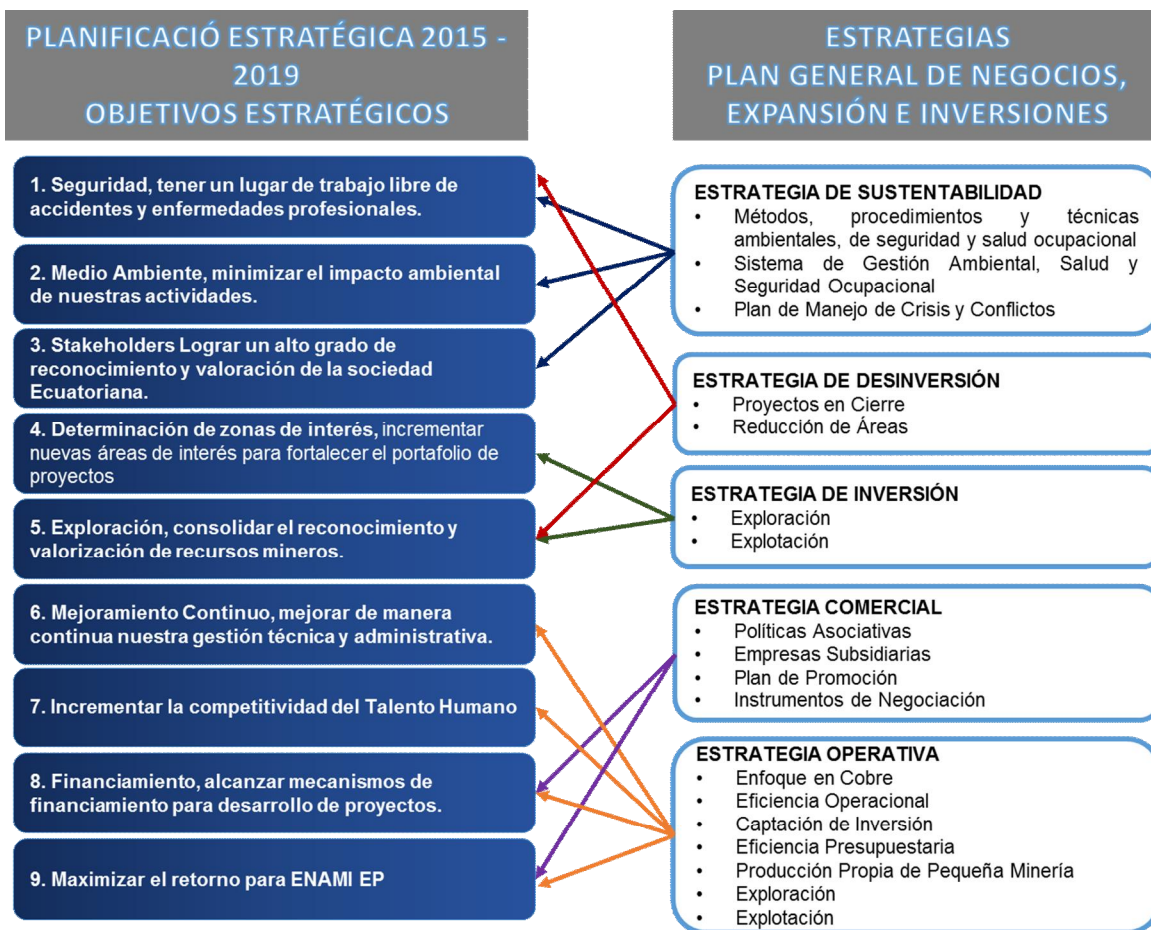 PLANIFICACIÓ ESTRATÉGICA 2015 -
2019
OBJETIVOS ESTRATÉGICOS
1. Seguridad, tener un lugar de trabajo libre de
accidentes y enfermedades profesionales.
2. Medio Ambiente, minimizar el impacto ambiental
de nuestras actividades.
3. Stakeholders Lograr un alto grado de
reconocimiento y valoración de la sociedad
Ecuatoriana.
4. Determinación de zonas de interés, incrementar
nuevas áreas de interés para fortalecer el portafolio de
proyectos
5. Exploración, consolidar el reconocimiento y
valorización de recursos mineros.
6. Mejoramiento Continuo, mejorar de manera
continua nuestra gestión técnica y administrativa.
7. Incrementar la competitividad del Talento Humano
8. Financiamiento, alcanzar mecanismos de
financiamiento para desarrollo de proyectos.
9. Maximizar el retorno para ENAMI EP
ESTRATEGIAS
PLAN GENERAL DE NEGOCIOS,
EXPANSIÓN E INVERSIONES
ESTRATEGIA DE SUSTENTABILIDAD
• Métodos, procedimientos y técnicas
ambientales, de seguridad y salud ocupacional
• Sistema de Gestión Ambiental, Salud y
Seguridad Ocupacional
• Plan de Manejo de Crisis y Conflictos
ESTRATEGIA DE DESINVERSIÓN
• Proyectos en Cierre
• Reducción de Áreas
ESTRATEGIA DE INVERSIÓN
• Exploración
• Explotación
ESTRATEGIA COMERCIAL
• Políticas Asociativas
• Empresas Subsidiarias
• Plan de Promoción
• Instrumentos de Negociación
ESTRATEGIA OPERATIVA
• Enfoque en Cobre
• Eficiencia Operacional
• Captación de Inversión
• Eficiencia Presupuestaria
• Producción Propia de Pequeña Minería
• Exploración
• Explotación